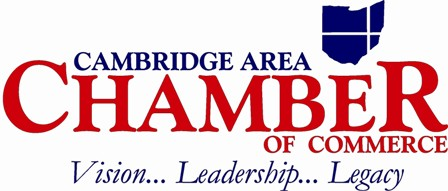 CAMBRIDGE AREA
CHAMBER
OF COMMERCE
Vision... Leadership... Legacy